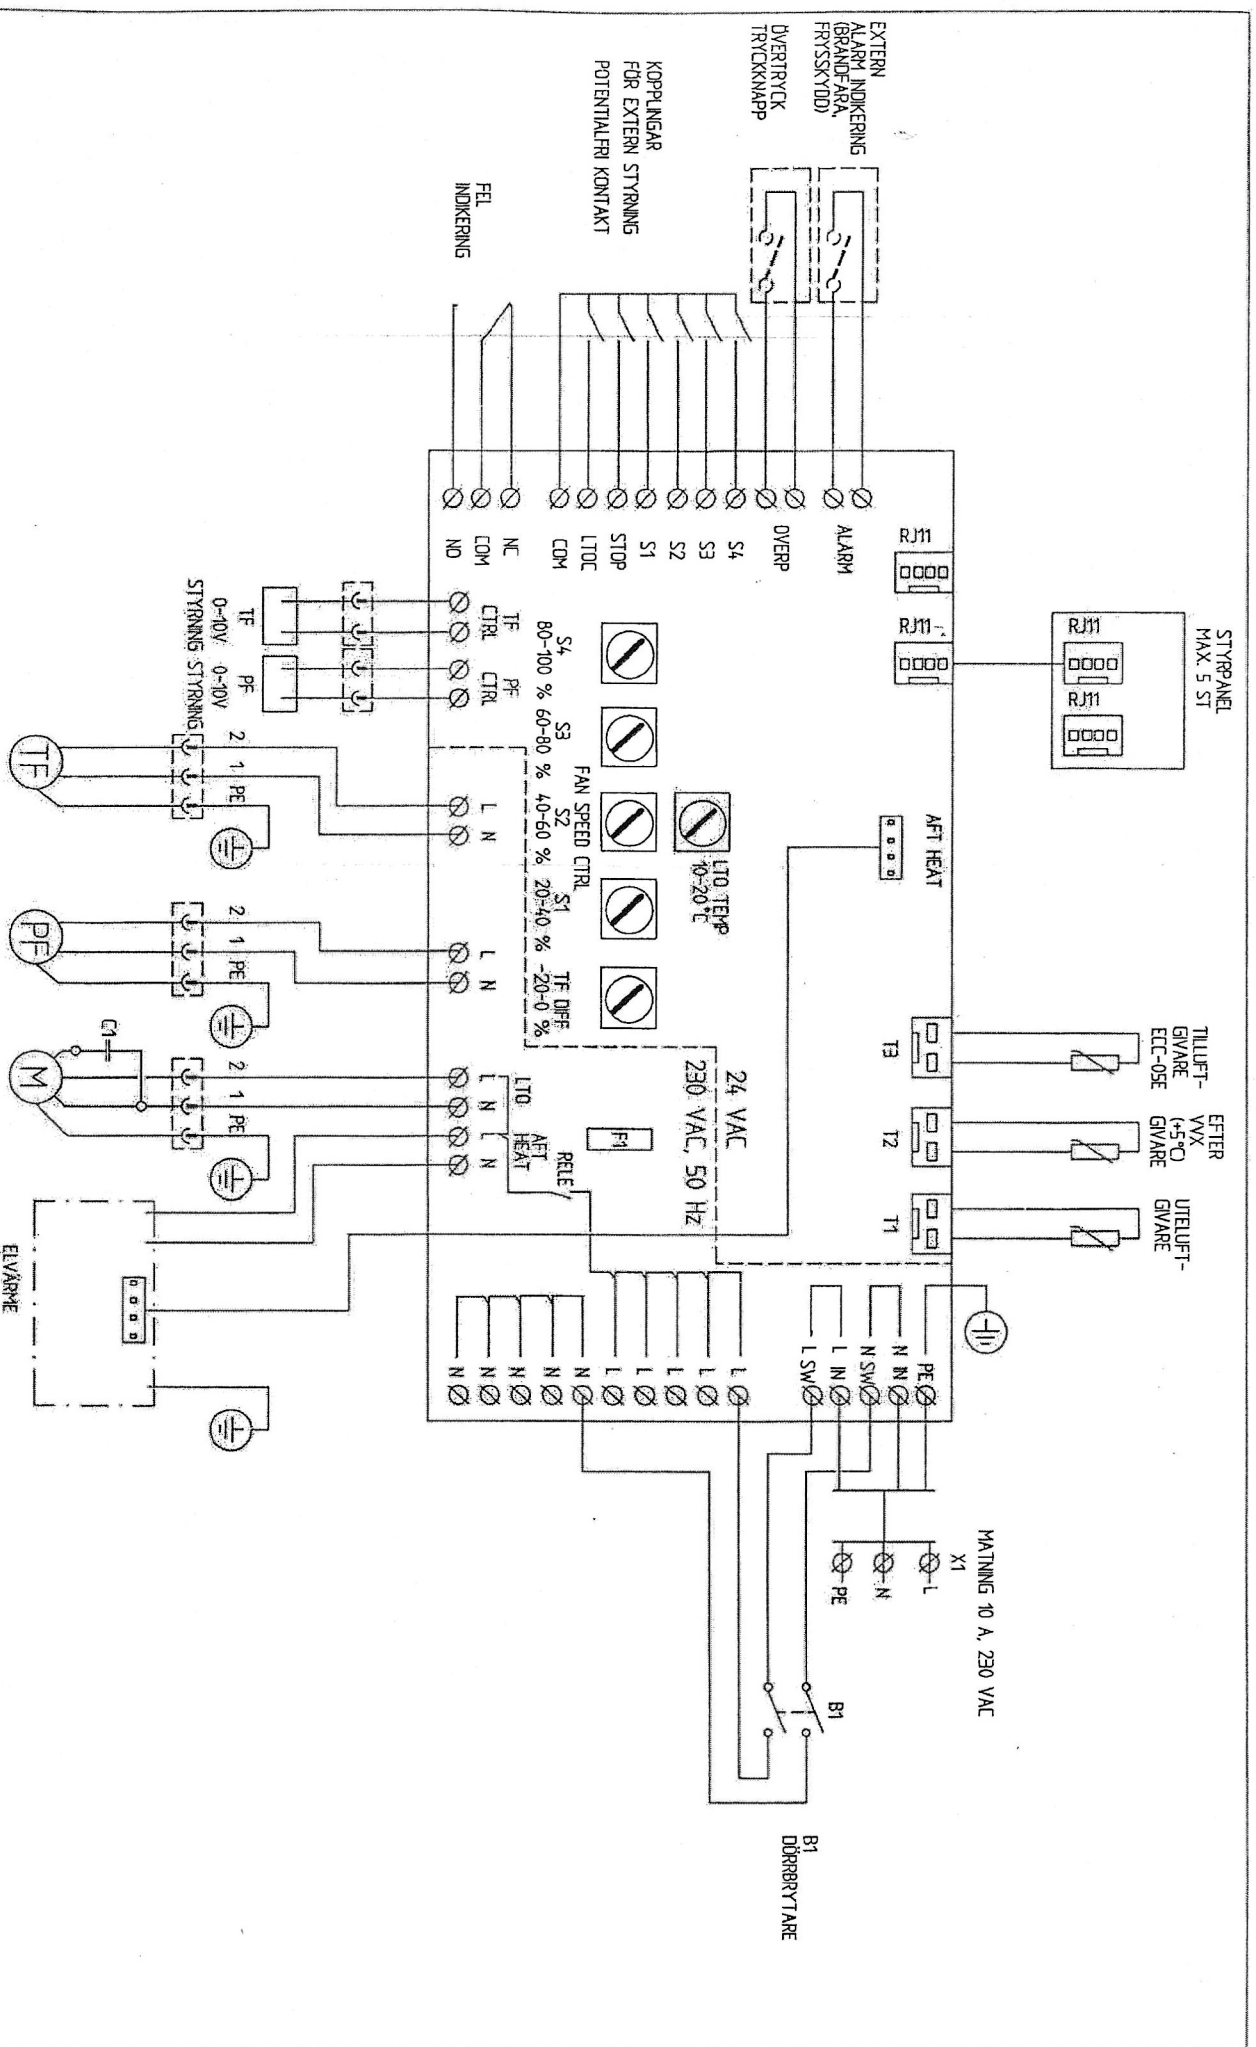 EXTERN
ALARM INDIKERING
(BRANDFARA,
FRYSSKYDD)
ÖVERTRYCK
TRYCKKNAPP
KOPPLINGAR
FÖR EXTERN STYRNING
POTENTIALFRI KONTAKT
FEL
INDIKERING
STYRPANEL
MAX. 5 ST
RJ11
RJ11
RJ11
RJ11
ALARM
OVERP
S4
S3
S2
S1
STOP
LTOC
COM
NC
COM
NO
AFT HEAT
LTO TEMP
10-20°C
FAN SPEED CTRL
S4
80-100 %
S3
60-80 %
S2
40-60 %
S1
20-40 %
TF DIFF
-20-0 %
TF
CTRL
PF
CTRL
TF
0-10V
STYRNING
PF
0-10V
STYRNING
L
N
L
N
LTO
L
N
AFT
HEAT
L
N
RELE
F1
24 VAC
230 VAC, 50 Hz
T3
T2
T1
TILLUFT-
GIVARE
ECC-05E
EFTER
VVX
(+5°C)
GIVARE
UTELUFT-
GIVARE
2
1
PE
TF
2
1
PE
PF
2
1
PE
C1
M
ELVÄRME
PE
N IN
N SW
L IN
L SW
L
L
L
L
L
N
N
N
N
N
MATNING 10 A, 230 VAC
X1
L
N
PE
B1
B1
DÖRRBRYTARE